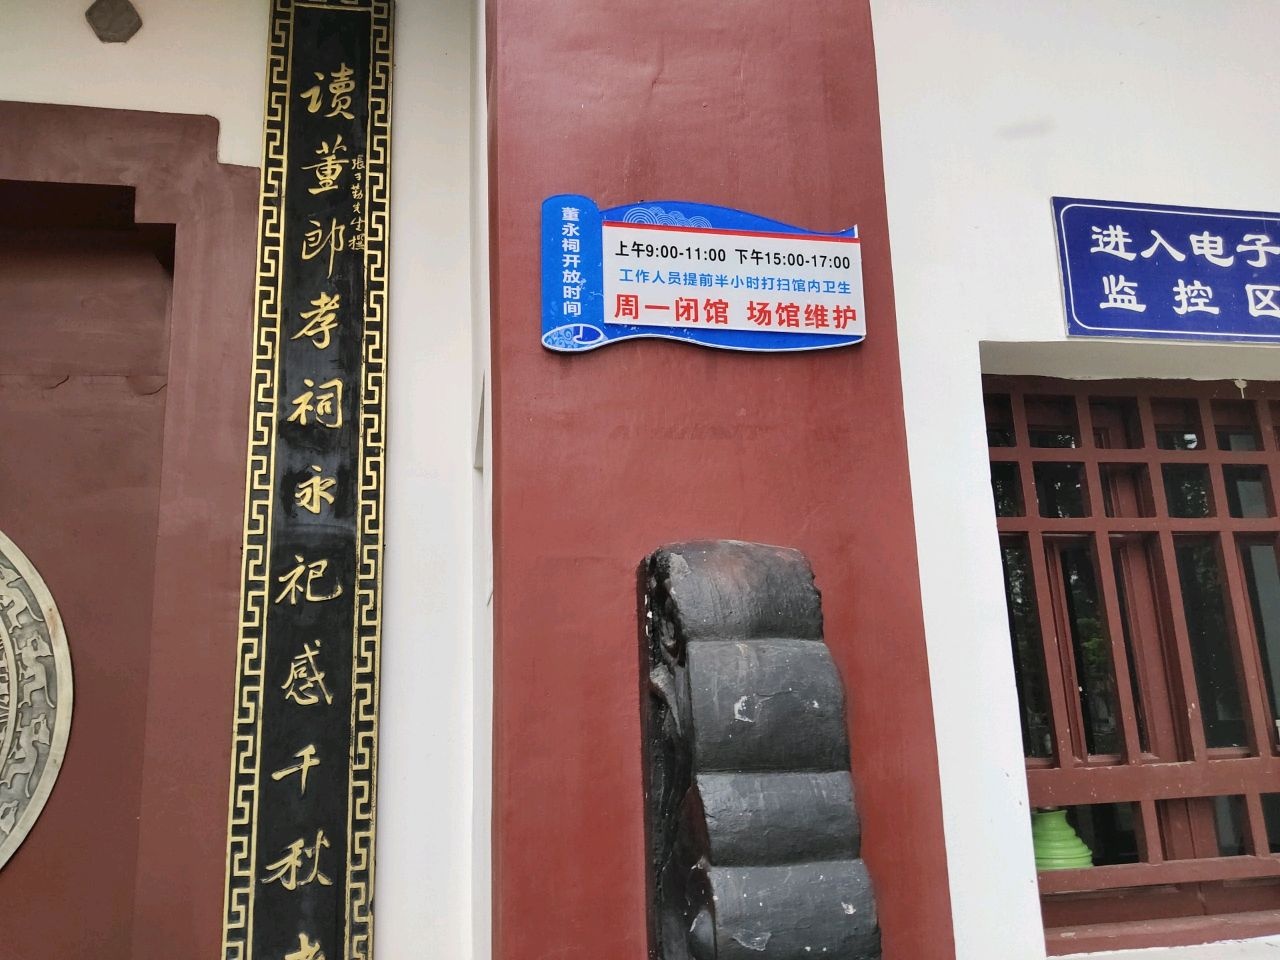 读董郎孝祠永祀感千秋
董永祠开放时间
上午9:00-11:00 下午15:00-17:00
工作人员提前半小时打扫馆内卫生
周一闭馆 场馆维护
进入电子
监控区